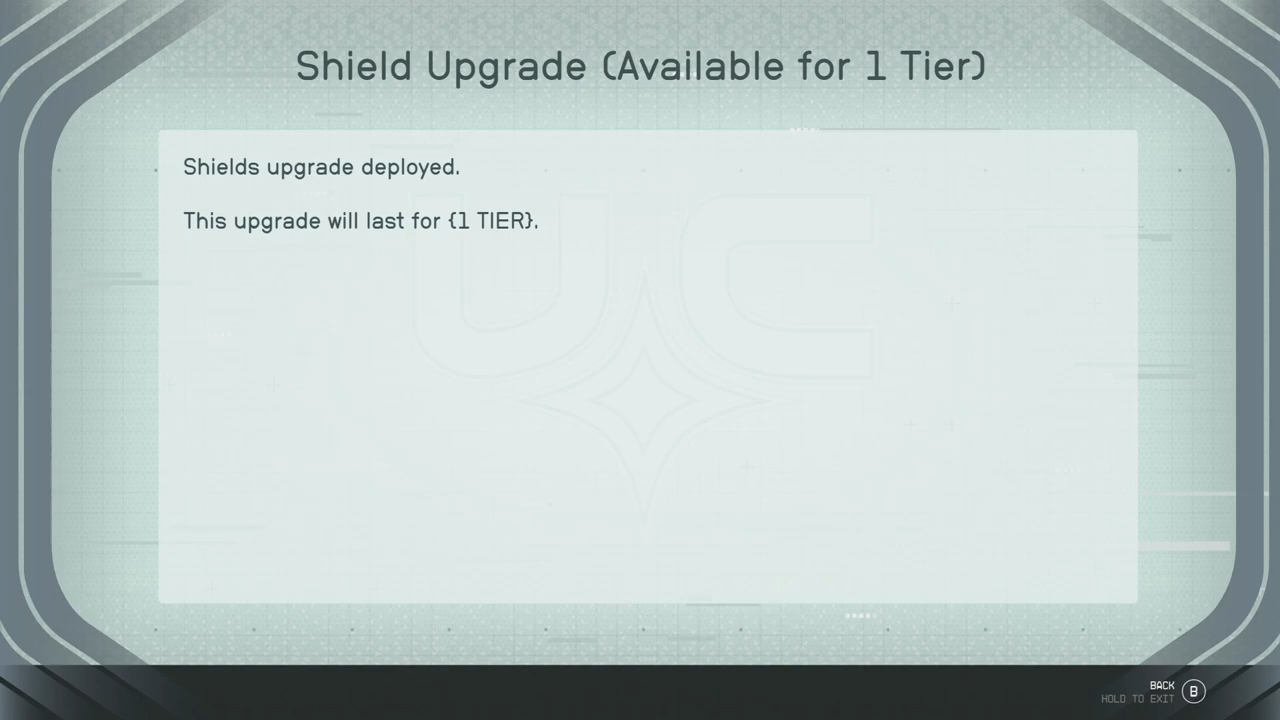 Shield Upgrade (Available for 1 Tier)
Shields upgrade deployed.
This upgrade will last for {1 TIER}.
UC
BACK
HOLD TO EXIT
B